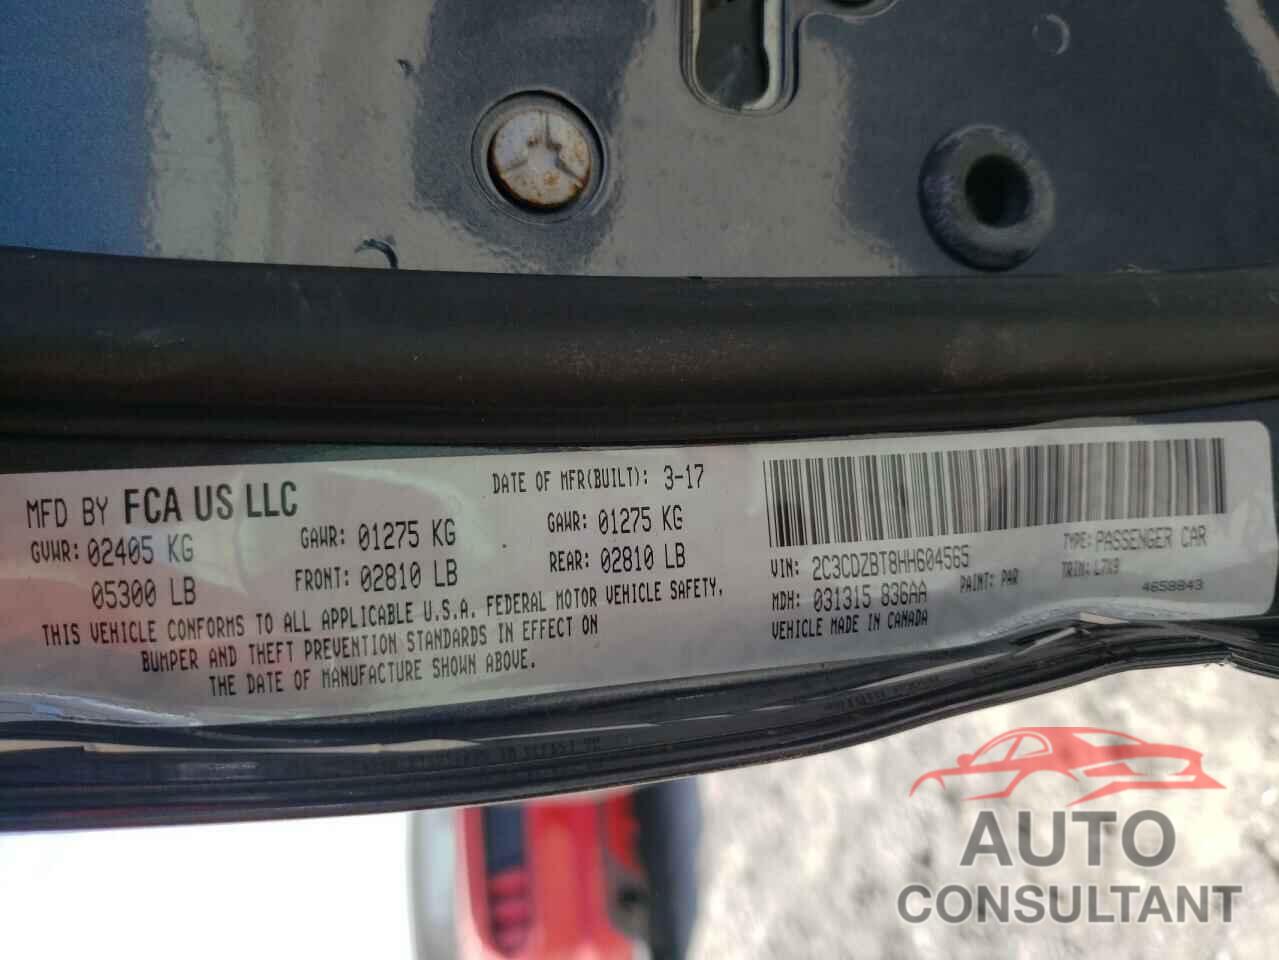 MFD BY FCA US LLC
DATE OF MFR(BUILT): 3-17
GVWR: 02405 KG
GAWR: 01275 KG
GAWR: 01275 KG
05300 LB
FRONT: 02810 LB
REAR: 02810 LB
THIS VEHICLE CONFORMS TO ALL APPLICABLE U.S.A. FEDERAL MOTOR VEHICLE SAFETY,
BUMPER AND THEFT PREVENTION STANDARDS IN EFFECT ON
THE DATE OF MANUFACTURE SHOWN ABOVE.
VIN: 2C3CDZBT8HH604565
TYPE: PASSENGER CAR
MDH: 031315 836AA
PAINT: PAR
TRIM: L7X9
VEHICLE MADE IN CANADA
4658843
AUTO
CONSULTANT